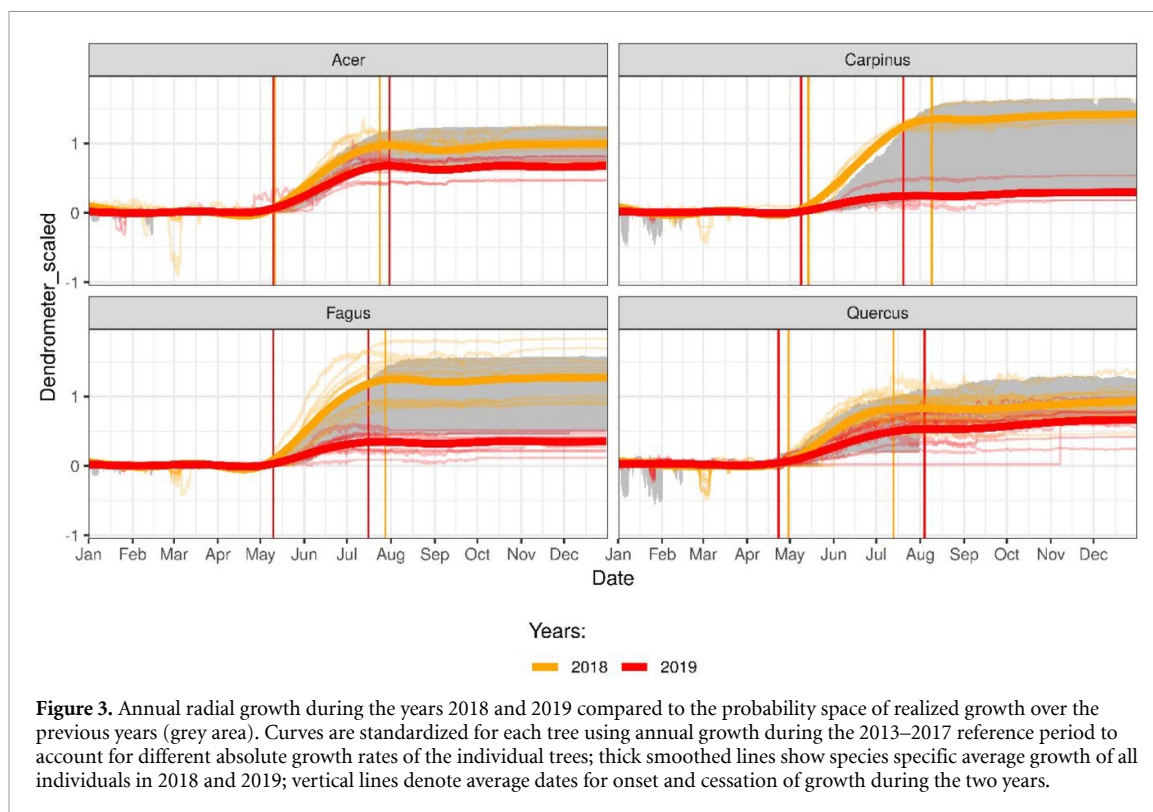 Acer
Carpinus
1
0
-1
Fagus
Quercus
1
0
-1
Dendrometer_scaled
Jan Feb Mar Apr May Jun Jul Aug Sep Oct Nov Dec
Jan Feb Mar Apr May Jun Jul Aug Sep Oct Nov Dec
Date
Years:
2018 2019
Figure 3. Annual radial growth during the years 2018 and 2019 compared to the probability space of realized growth over the
previous years (grey area). Curves are standardized for each tree using annual growth during the 2013–2017 reference period to
account for different absolute growth rates of the individual trees; thick smoothed lines show species specific average growth of all
individuals in 2018 and 2019; vertical lines denote average dates for onset and cessation of growth during the two years.